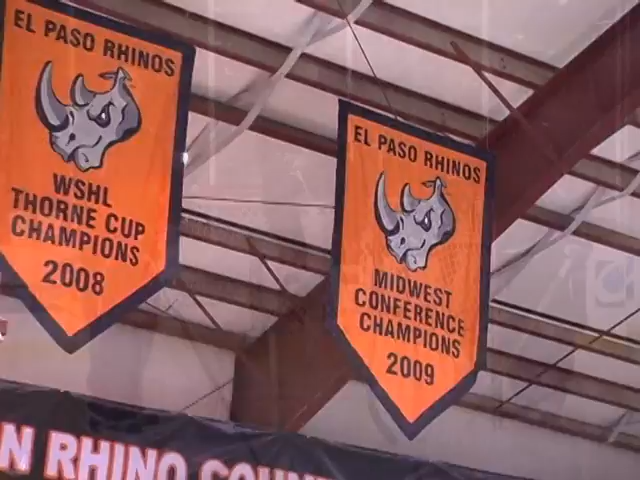 EL PASO RHINOS
WSHL
THORNE CUP
CHAMPIONS
2008
EL PASO RHINOS
MIDWEST
CONFERENCE
CHAMPIONS
2009
N RHINO